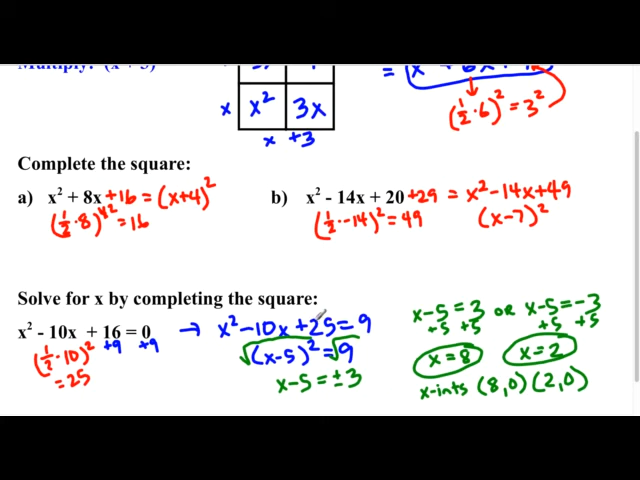 Multiply: (x + 3)
x² 3x
x
x +3
(½·6)² = 3²
Complete the square:
a) x² + 8x +16 = (x+4)²
(½·8)^4² = 16
b) x² - 14x + 20 +29 = x² - 14x + 49
(½·-14)² = 49 (x-7)²
Solve for x by completing the square:
x² - 10x + 16 = 0 → x² - 10x + 25 = 9
+9 +9
(½·10)² = 25
√(x-5)² = √9
x-5 = ±3
x-5 = 3 or x-5 = -3
+5 +5 +5 +5
x = 8 x = 2
x-ints (8,0) (2,0)